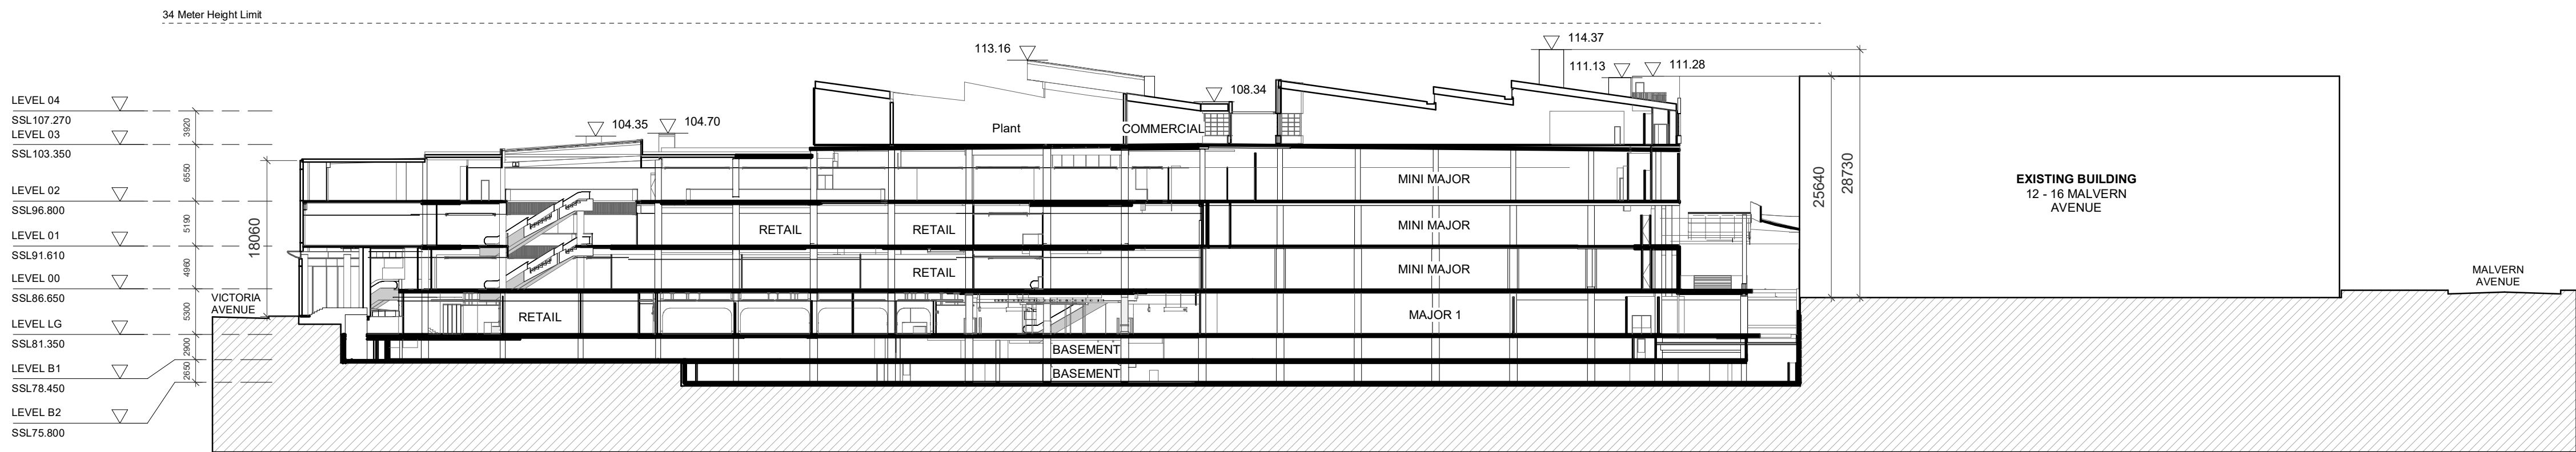 34 Meter Height Limit
114.37
113.16
111.13
111.28
108.34
104.35
104.70
LEVEL 04
SSL107.270
LEVEL 03
SSL103.350
LEVEL 02
SSL96.800
LEVEL 01
SSL91.610
LEVEL 00
SSL86.650
LEVEL LG
SSL81.350
LEVEL B1
SSL78.450
LEVEL B2
SSL75.800
3920
6550
5190
4960
5300
2900
2650
18060
VICTORIA
AVENUE
Plant
COMMERCIAL
MINI MAJOR
RETAIL
RETAIL
MINI MAJOR
RETAIL
MINI MAJOR
RETAIL
MAJOR 1
BASEMENT
BASEMENT
25640
28730
EXISTING BUILDING
12 - 16 MALVERN
AVENUE
MALVERN
AVENUE